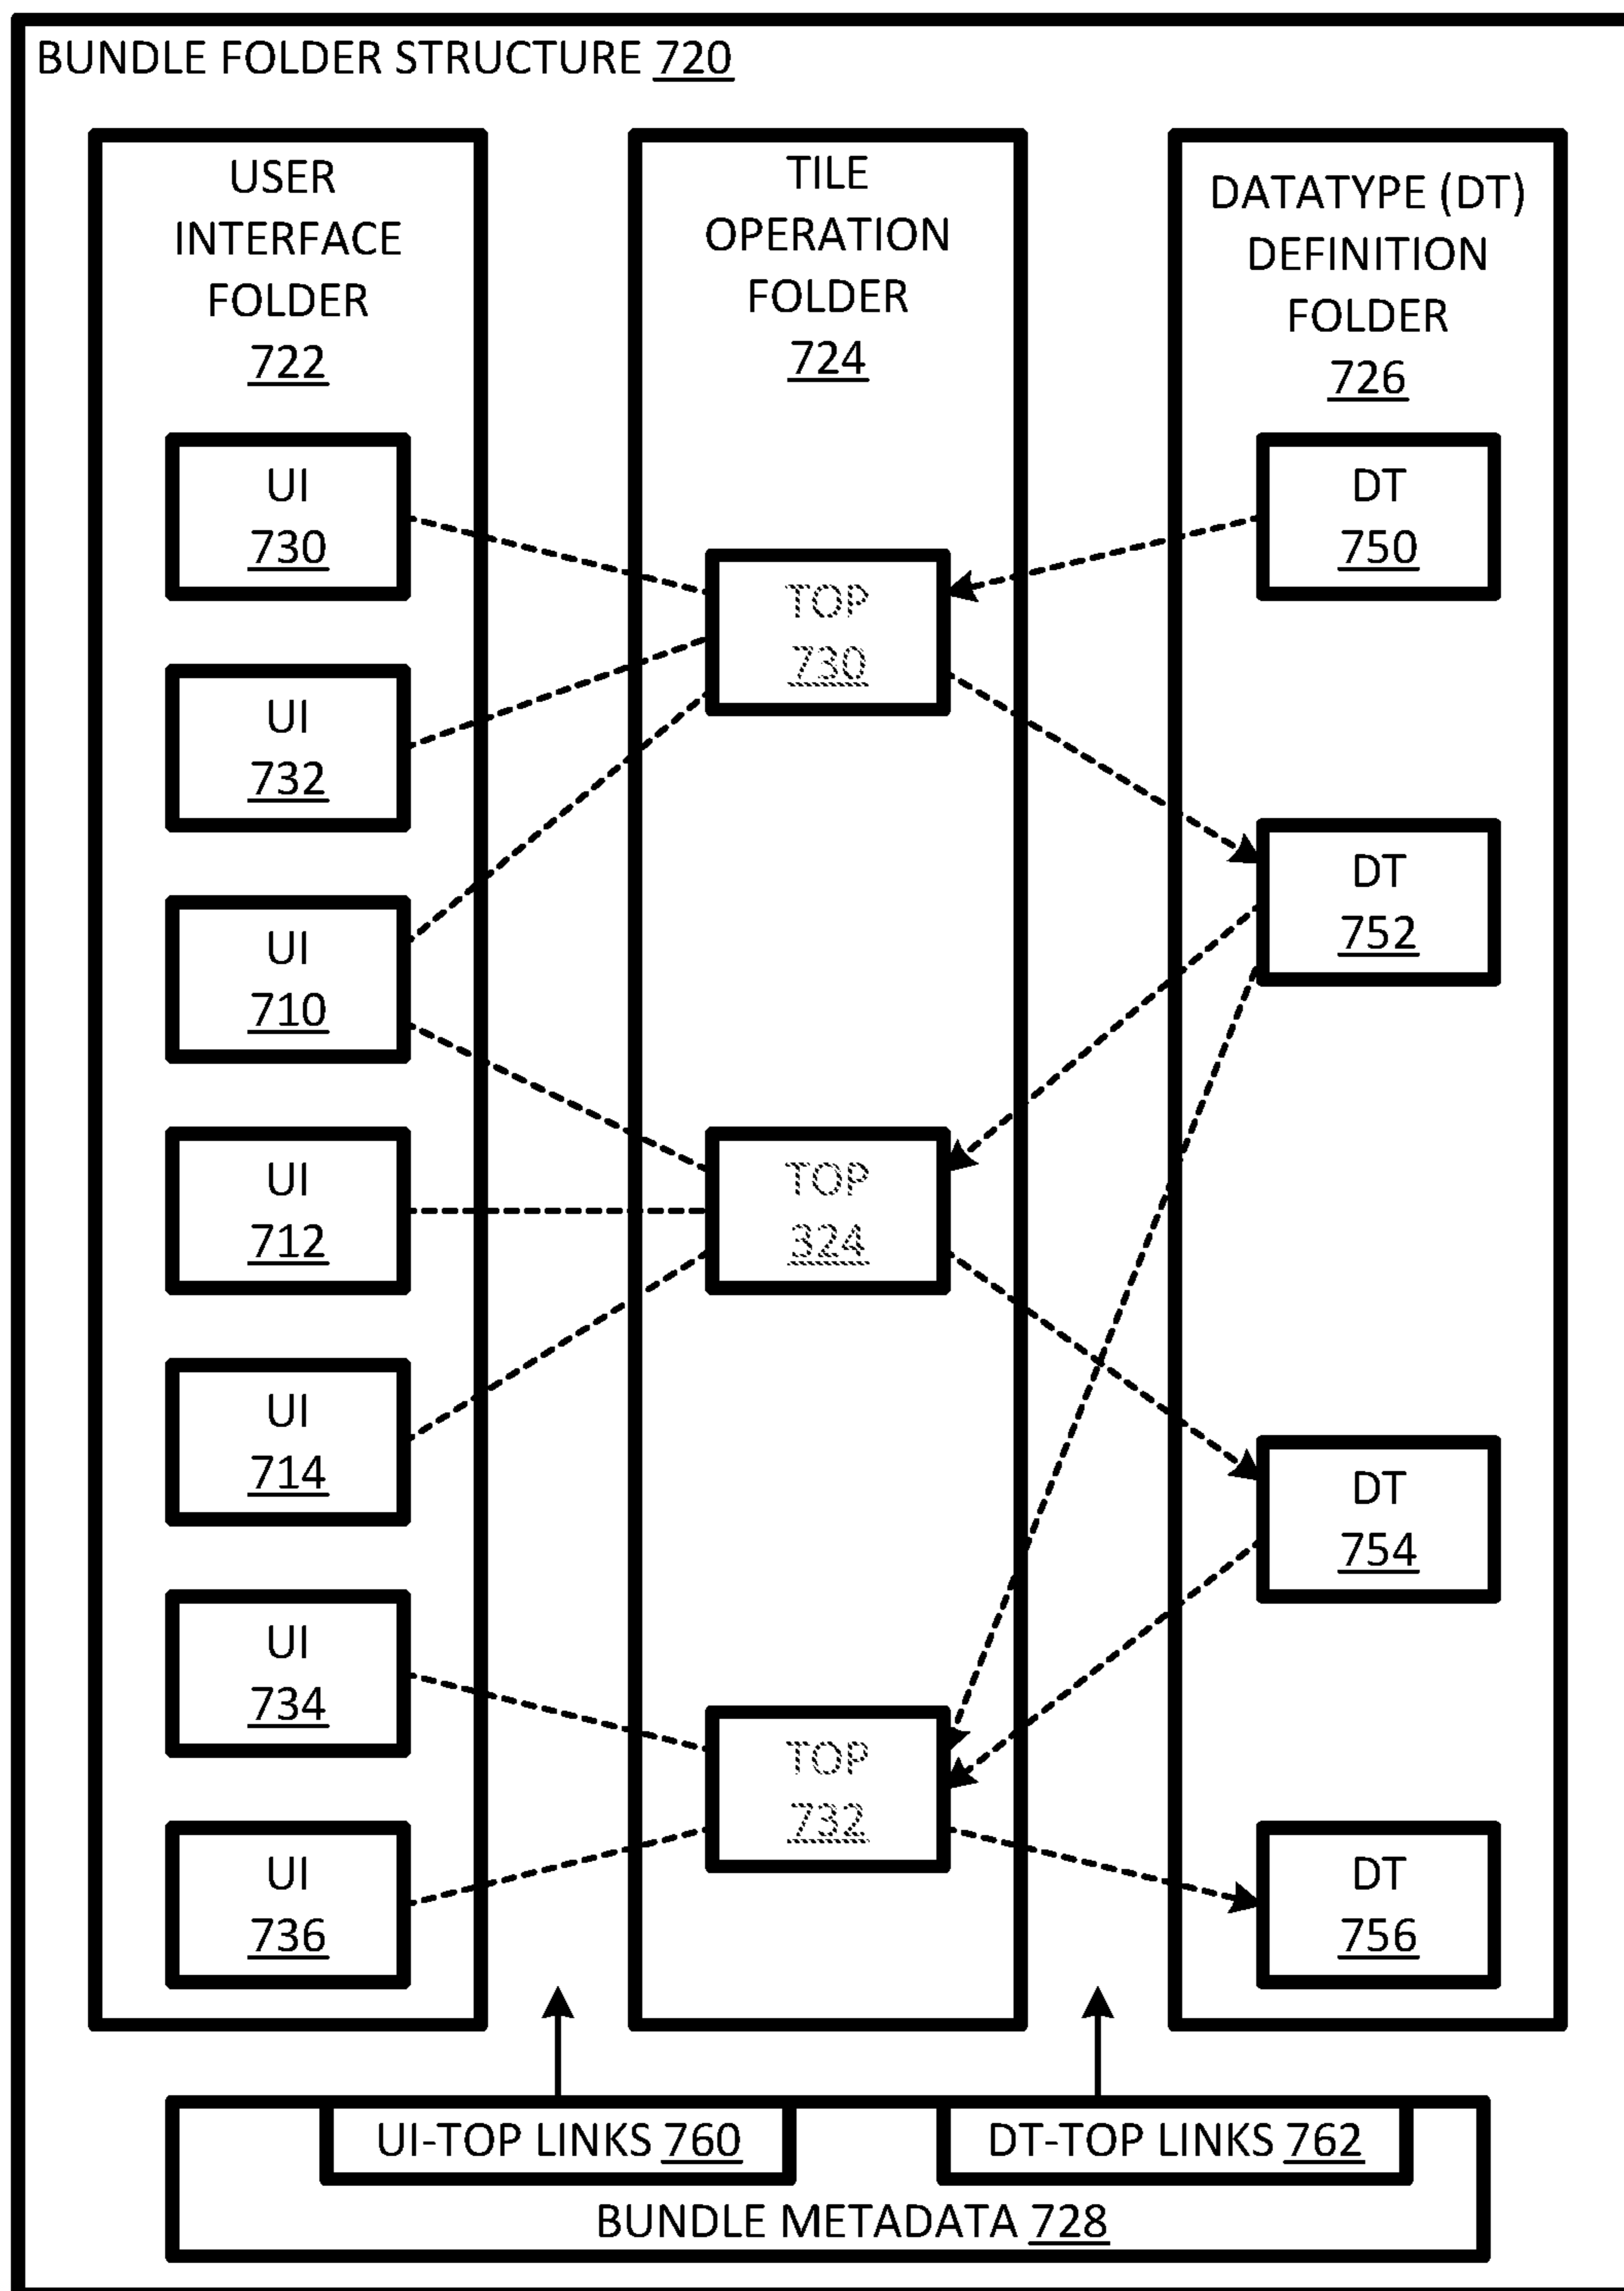 BUNDLE FOLDER STRUCTURE 720
USER
INTERFACE
FOLDER
722
UI
730
UI
732
UI
710
UI
712
UI
714
UI
734
UI
736
TILE
OPERATION
FOLDER
724
TOP
730
TOP
324
TOP
732
DATATYPE (DT)
DEFINITION
FOLDER
726
DT
750
DT
752
DT
754
DT
756
UI-TOP LINKS 760
DT-TOP LINKS 762
BUNDLE METADATA 728